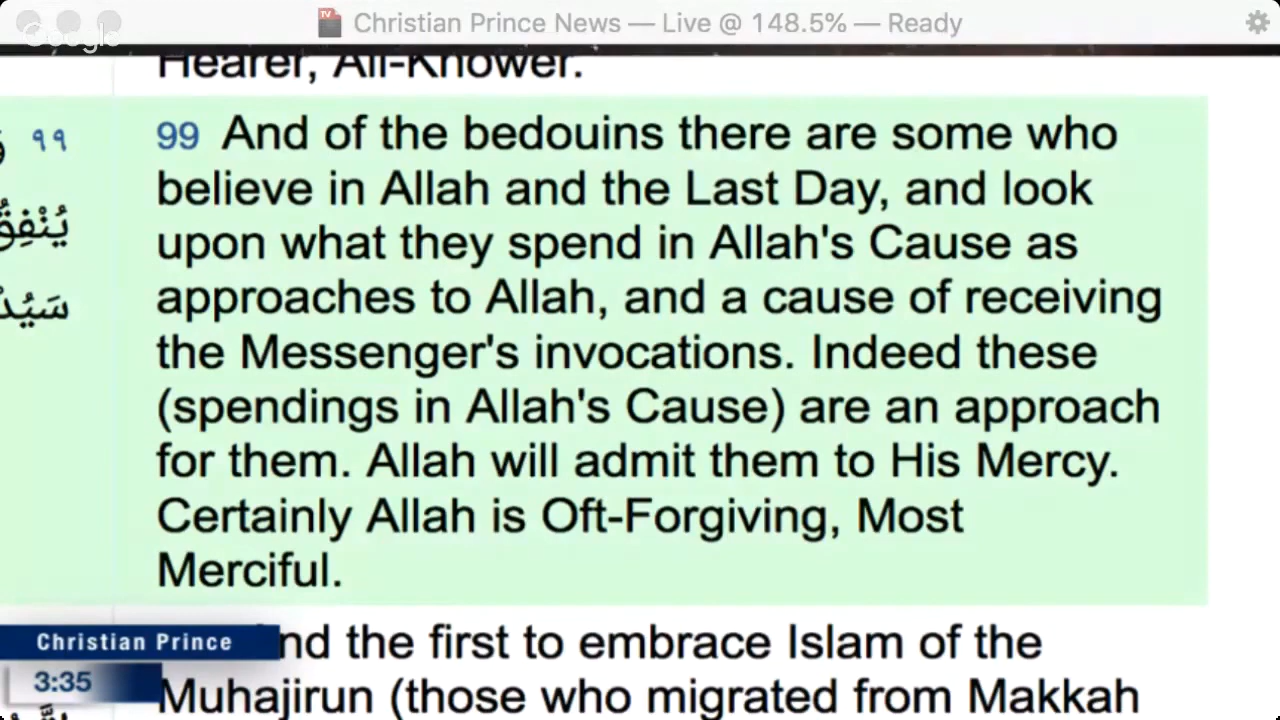 Christian Prince News — Live @ 148.5% — Ready
Google
Hearer, All-Knower.
99 And of the bedouins there are some who
believe in Allah and the Last Day, and look
upon what they spend in Allah's Cause as
approaches to Allah, and a cause of receiving
the Messenger's invocations. Indeed these
(spendings in Allah's Cause) are an approach
for them. Allah will admit them to His Mercy.
Certainly Allah is Oft-Forgiving, Most
Merciful.
٩٩
Christian Prince
3:35
the first to embrace Islam of the
Muhajirun (those who migrated from Makkah